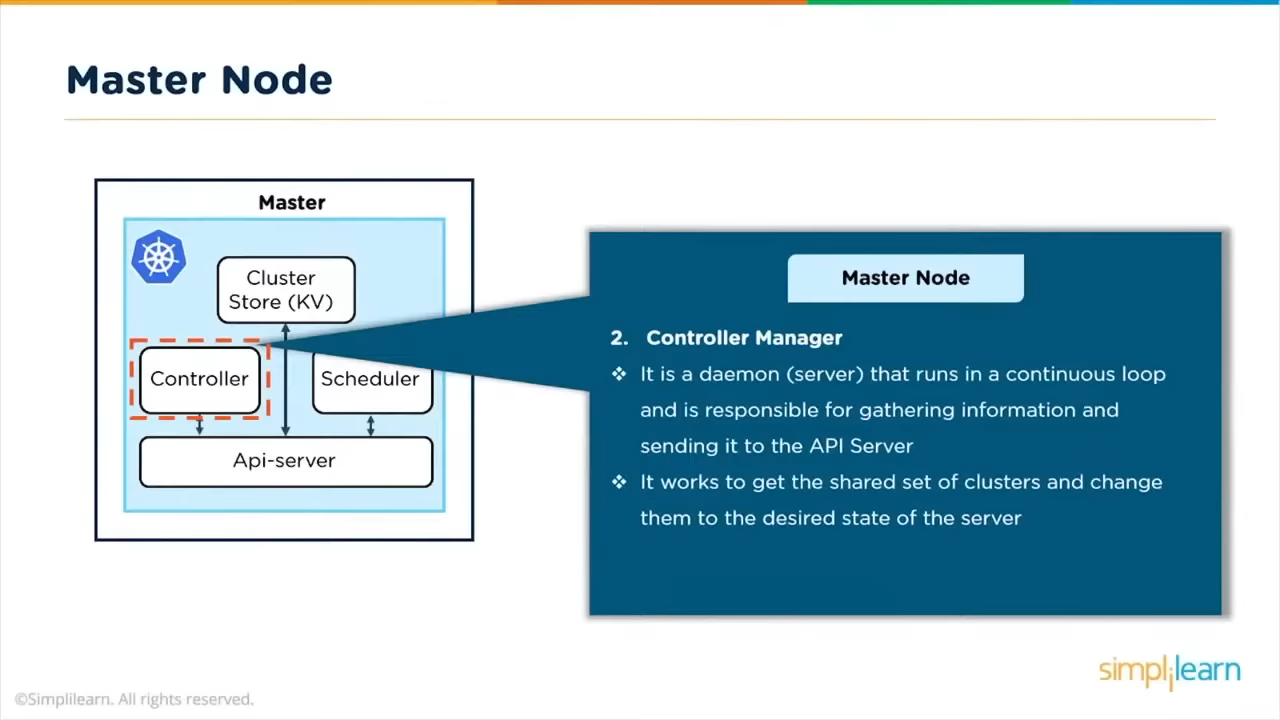 Master Node
Master
Cluster
Store (KV)
Controller
Scheduler
Api-server
Master Node
2. Controller Manager
❖ It is a daemon (server) that runs in a continuous loop
and is responsible for gathering information and
sending it to the API Server
❖ It works to get the shared set of clusters and change
them to the desired state of the server
simplilearn
©Simplilearn. All rights reserved.